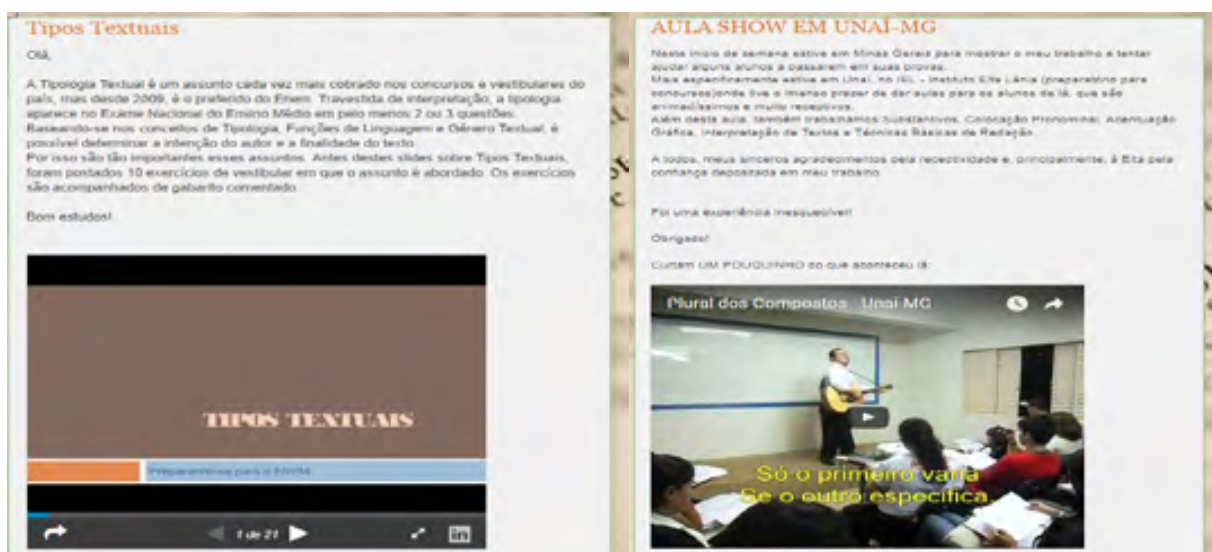 Tipos Textuais
Olá,
A Tipologia Textual é um assunto cada vez mais cobrado nos concursos e vestibulares do
país, mas desde 2009, é o preferido do Enem. Travestida de interpretação, a tipologia
aparece no Exame Nacional do Ensino Médio em pelo menos 2 ou 3 questões.
Baseando-se nos conceitos de Tipologia, Funções de Linguagem e Gênero Textual, é
possível determinar a intenção do autor e a finalidade do texto.
Por isso são tão importantes esses assuntos. Antes destes slides sobre Tipos Textuais,
foram postados 10 exercícios de vestibular em que o assunto é abordado. Os exercícios
são acompanhados de gabarito comentado.
Bom estudos!
TIPOS TEXTUAIS
Preparando-se para o ENEM
1 de 21
AULA SHOW EM UNAÍ-MG
Neste início de semana estive em Minas Gerais para mostrar o meu trabalho e tentar
ajudar alguns alunos a passarem em suas provas.
Mais especificamente estive em Unaí, no IEL - Instituto Elite Lênia (preparatório para
concursos)onde tive o imenso prazer de dar aulas para os alunos de lá, que são
animadíssimos e muito receptivos.
Além desta aula, também trabalhamos Substantivos, Colocação Pronominal, Acentuação
Gráfica, Interpretação de Textos e Técnicas Básicas de Redação.
A todos, meus sinceros agradecimentos pela receptividade e, principalmente, à Elta pela
confiança depositada em meu trabalho.
Foi uma experiência inesquecível!
Obrigado!
Curtam UM POUQUINHO do que aconteceu lá:
Plural dos Compostos - Unaí-MG
Só o primeiro varia
Se o outro especifica